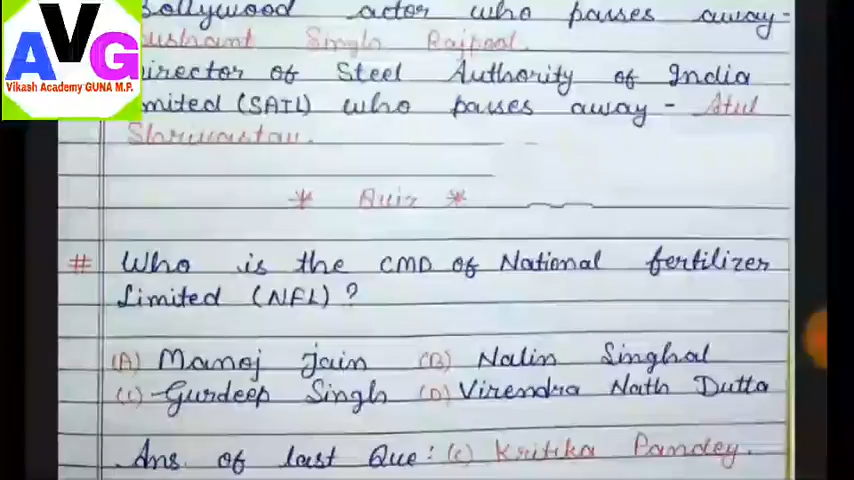 AVG
Vikash Academy GUNA M.P.
Bollywood actor who passes away-
Sushant Singh Rajpoot.
Director of Steel Authority of India
Limited (SAIL) who passes away - Atul
Shrivastav.
* Quiz *
# Who is the CMD of National fertilizer
Limited (NFL)?
(A) Manoj Jain (B) Nalin Singhal
(C) Gurdeep Singh (D) Virendra Nath Dutta
Ans. of last Que: (c) Kritika Pandey.